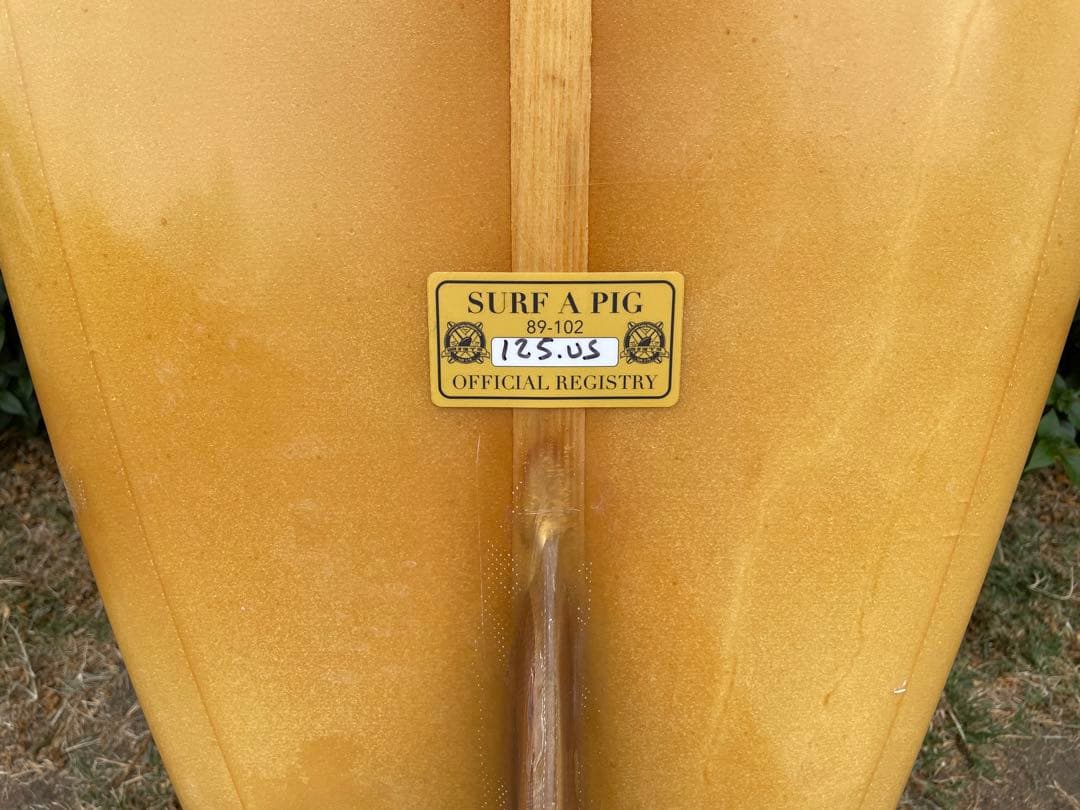 SURF A PIG
89-102
125.US
OFFICIAL REGISTRY